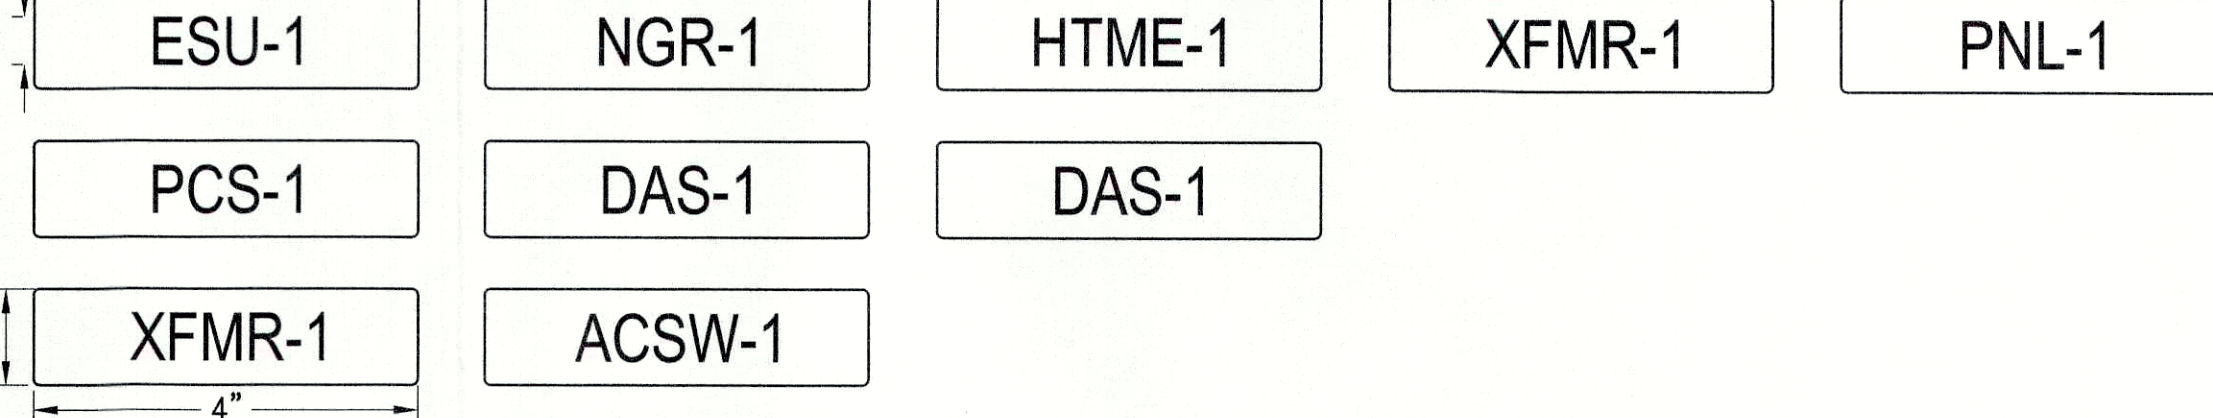 ESU-1 NGR-1 HTME-1 XFMR-1 PNL-1
PCS-1 DAS-1 DAS-1
XFMR-1 ACSW-1
4"